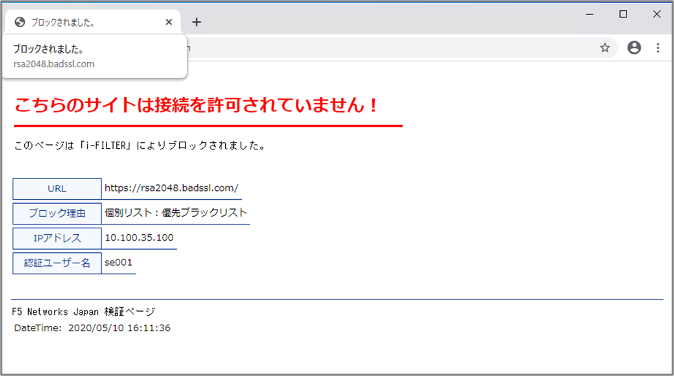 ブロックされました。
ブロックされました。
rsa2048.badssl.com
こちらのサイトは接続を許可されていません！
このページは「i-FILTER」によりブロックされました。
URL https://rsa2048.badssl.com/
ブロック理由 個別リスト：優先ブラックリスト
IPアドレス 10.100.35.100
認証ユーザー名 se001
F5 Networks Japan 検証ページ
DateTime: 2020/05/10 16:11:36